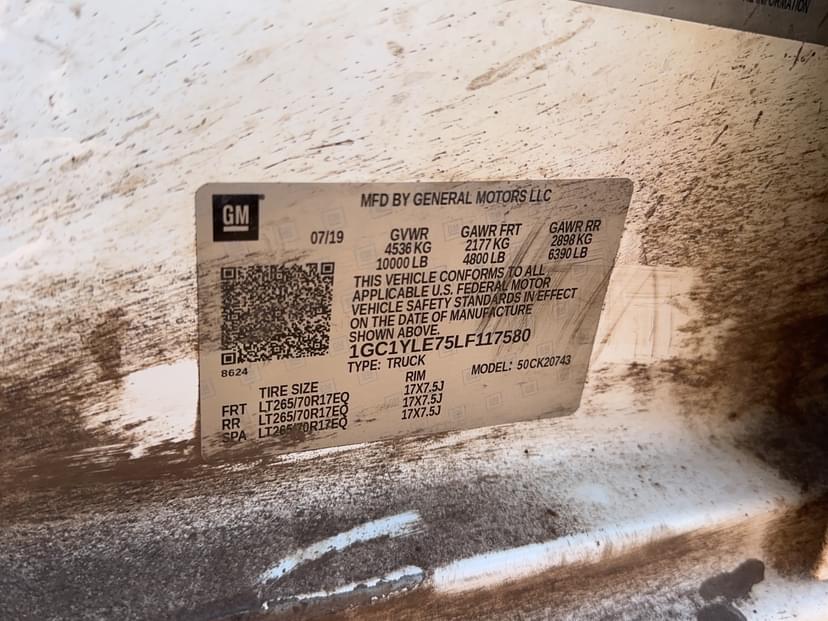 INFORMATION
GM
MFD BY GENERAL MOTORS LLC
07/19
GVWR GAWR FRT GAWR RR
4536 KG 2177 KG 2898 KG
10000 LB 4800 LB 6390 LB
THIS VEHICLE CONFORMS TO ALL
APPLICABLE U.S. FEDERAL MOTOR
VEHICLE SAFETY STANDARDS IN EFFECT
ON THE DATE OF MANUFACTURE
SHOWN ABOVE.
1GC1YLE75LF117580
8624
TYPE: TRUCK MODEL: 50CK20743
TIRE SIZE RIM
FRT LT265/70R17EQ 17X7.5J
RR LT265/70R17EQ 17X7.5J
SPA LT265/70R17EQ 17X7.5J